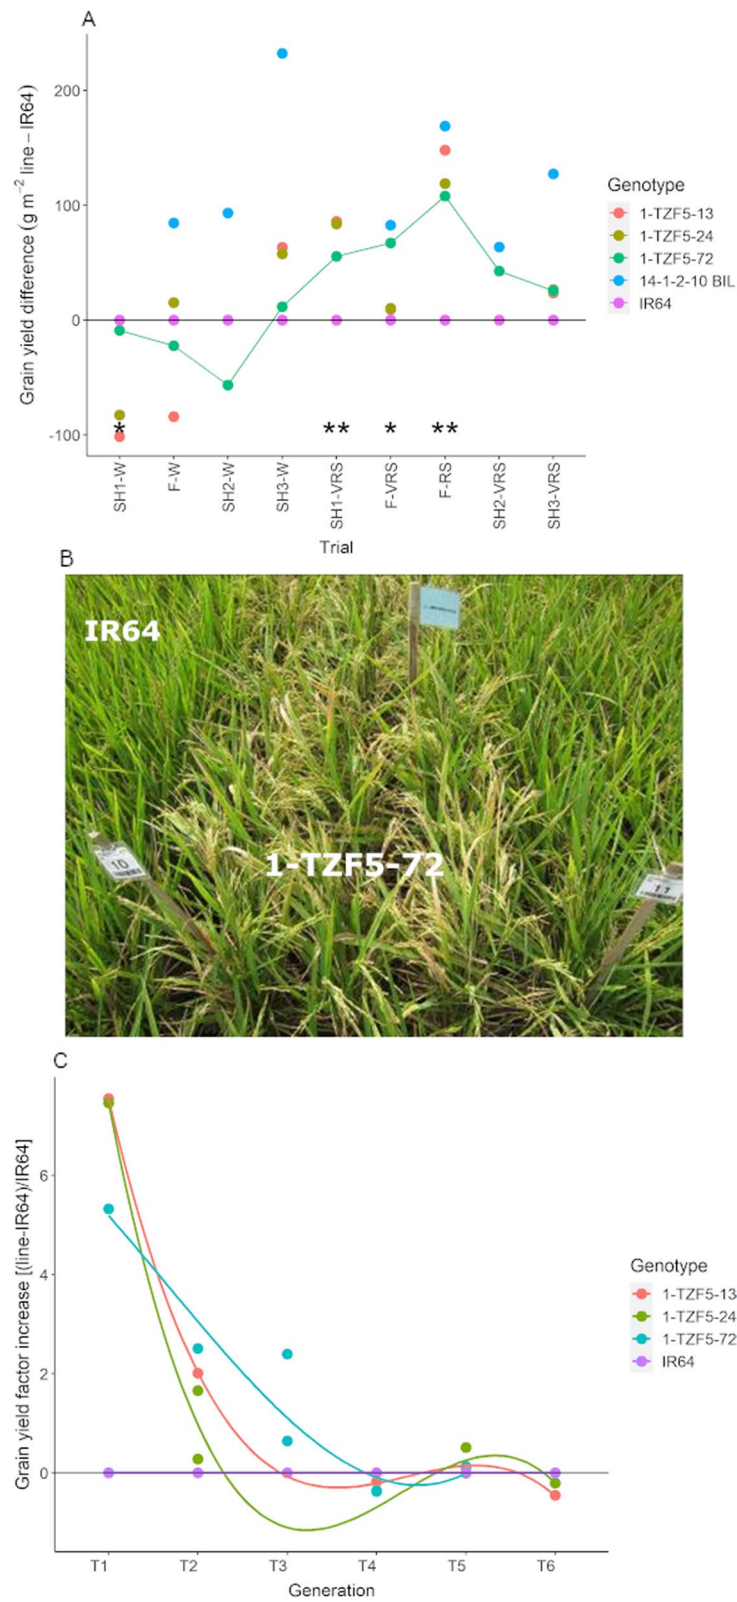 A
Grain yield difference (g m⁻² line – IR64)
200
100
0
-100
*
**
*
**
SH1-W
F-W
SH2-W
SH3-W
SH1-VRS
F-VRS
F-RS
SH2-VRS
SH3-VRS
Trial
Genotype
1-TZF5-13
1-TZF5-24
1-TZF5-72
14-1-2-10 BIL
IR64
B
IR64
1-TZF5-72
10
11
C
Grain yield factor increase [(line-IR64)/IR64]
6
4
2
0
T1
T2
T3
T4
T5
T6
Generation
Genotype
1-TZF5-13
1-TZF5-24
1-TZF5-72
IR64